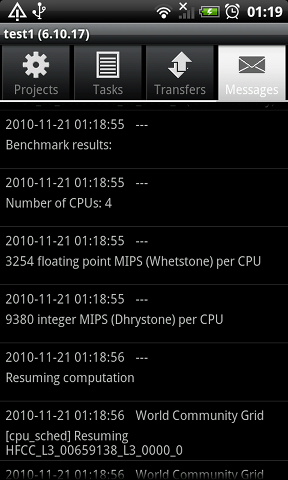 01:19
test1 (6.10.17)
Projects
Tasks
Transfers
Messages
2010-11-21 01:18:55 ---
Benchmark results:
2010-11-21 01:18:55 ---
Number of CPUs: 4
2010-11-21 01:18:55 ---
3254 floating point MIPS (Whetstone) per CPU
2010-11-21 01:18:55 ---
9380 integer MIPS (Dhrystone) per CPU
2010-11-21 01:18:56 ---
Resuming computation
2010-11-21 01:18:56 World Community Grid
[cpu_sched] Resuming
HFCC_L3_00659138_L3_0000_0
2010-11-21 01:18:56 World Community Grid